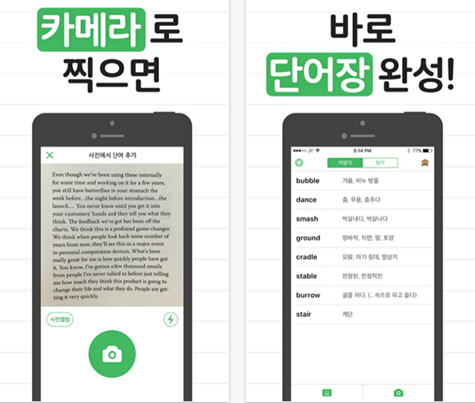 카메라로
찍으면
사진에서 단어 추가
Even though we've been using these internally
for some time and working on it for a few years,
you still have butterflies in your stomach the
week before...the night before introduction...the
launch.... You never know until you get it into
your customers' hands and they tell you what they
think. The feedback we've got has been off the
charts. We think this is a profound game-changer.
We think when people look back some number of
years from now, they'll see this as a major event
in personal computation devices. What's been
really great for me is how quickly people have got
it. You know, I've gotten a few thousand emails
from people I've never talked to before just telling
me how much they think this product is going to
change their life and what they do. People are get-
ting it very quickly.
사진앨범
바로
단어장 완성!
5:14 PM
77%
미암기
암기
bubble 거품, 비누 방울
dance 춤, 무용, 춤추다
smash 박살내다, 박살나다
ground 땅바닥, 지면, 땅, 토양
cradle 요람, 아기 침대, 발상지
stable 안정된, 안정적인
burrow 굴을 파다, (...속으로 파고 들다)
stair 계단